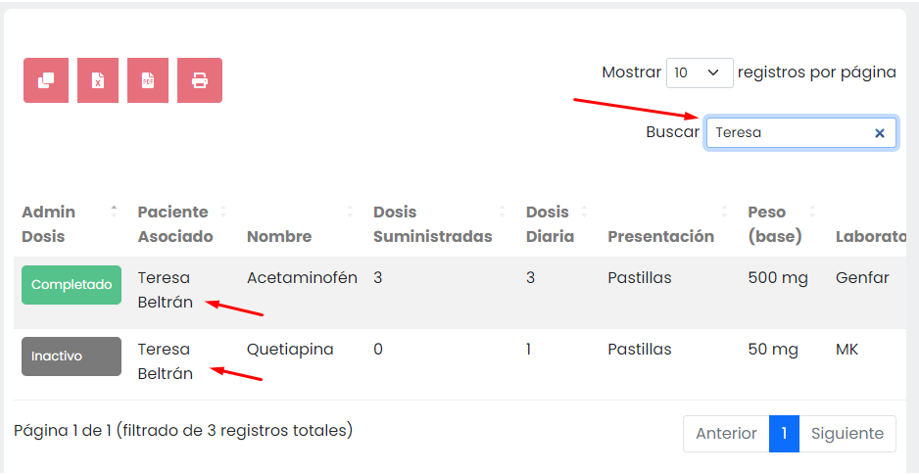 Mostrar 10 registros por página
Buscar Teresa
Admin Dosis Paciente Asociado Nombre Dosis Suministradas Dosis Diaria Presentación Peso (base) Laborato
Completado Teresa Beltrán Acetaminofén 3 3 Pastillas 500 mg Genfar
Inactivo Teresa Beltrán Quetiapina 0 1 Pastillas 50 mg MK
Página 1 de 1 (filtrado de 3 registros totales) Anterior 1 Siguiente